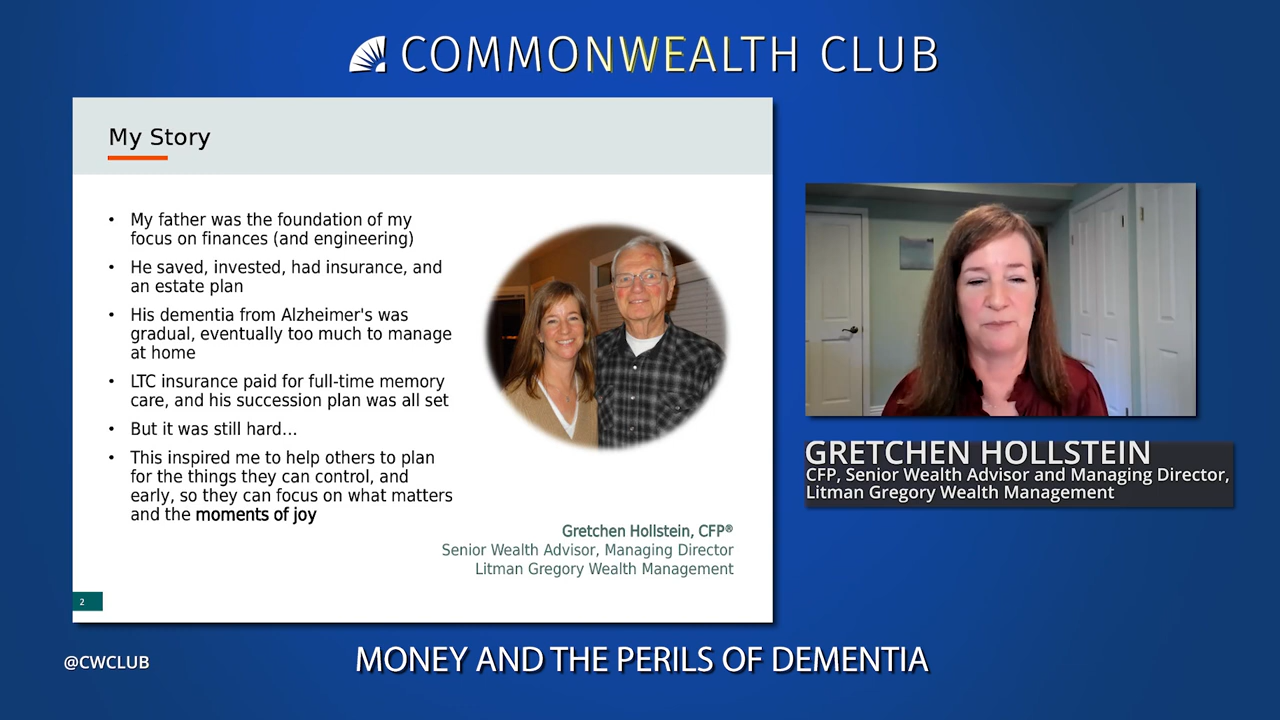 COMMONWEALTH CLUB
My Story
• My father was the foundation of my
focus on finances (and engineering)
• He saved, invested, had insurance, and
an estate plan
• His dementia from Alzheimer's was
gradual, eventually too much to manage
at home
• LTC insurance paid for full-time memory
care, and his succession plan was all set
• But it was still hard...
• This inspired me to help others to plan
for the things they can control, and
early, so they can focus on what matters
and the moments of joy
Gretchen Hollstein, CFP®
Senior Wealth Advisor, Managing Director
Litman Gregory Wealth Management
2
GRETCHEN HOLLSTEIN
CFP, Senior Wealth Advisor and Managing Director,
Litman Gregory Wealth Management
@CWCLUB
MONEY AND THE PERILS OF DEMENTIA